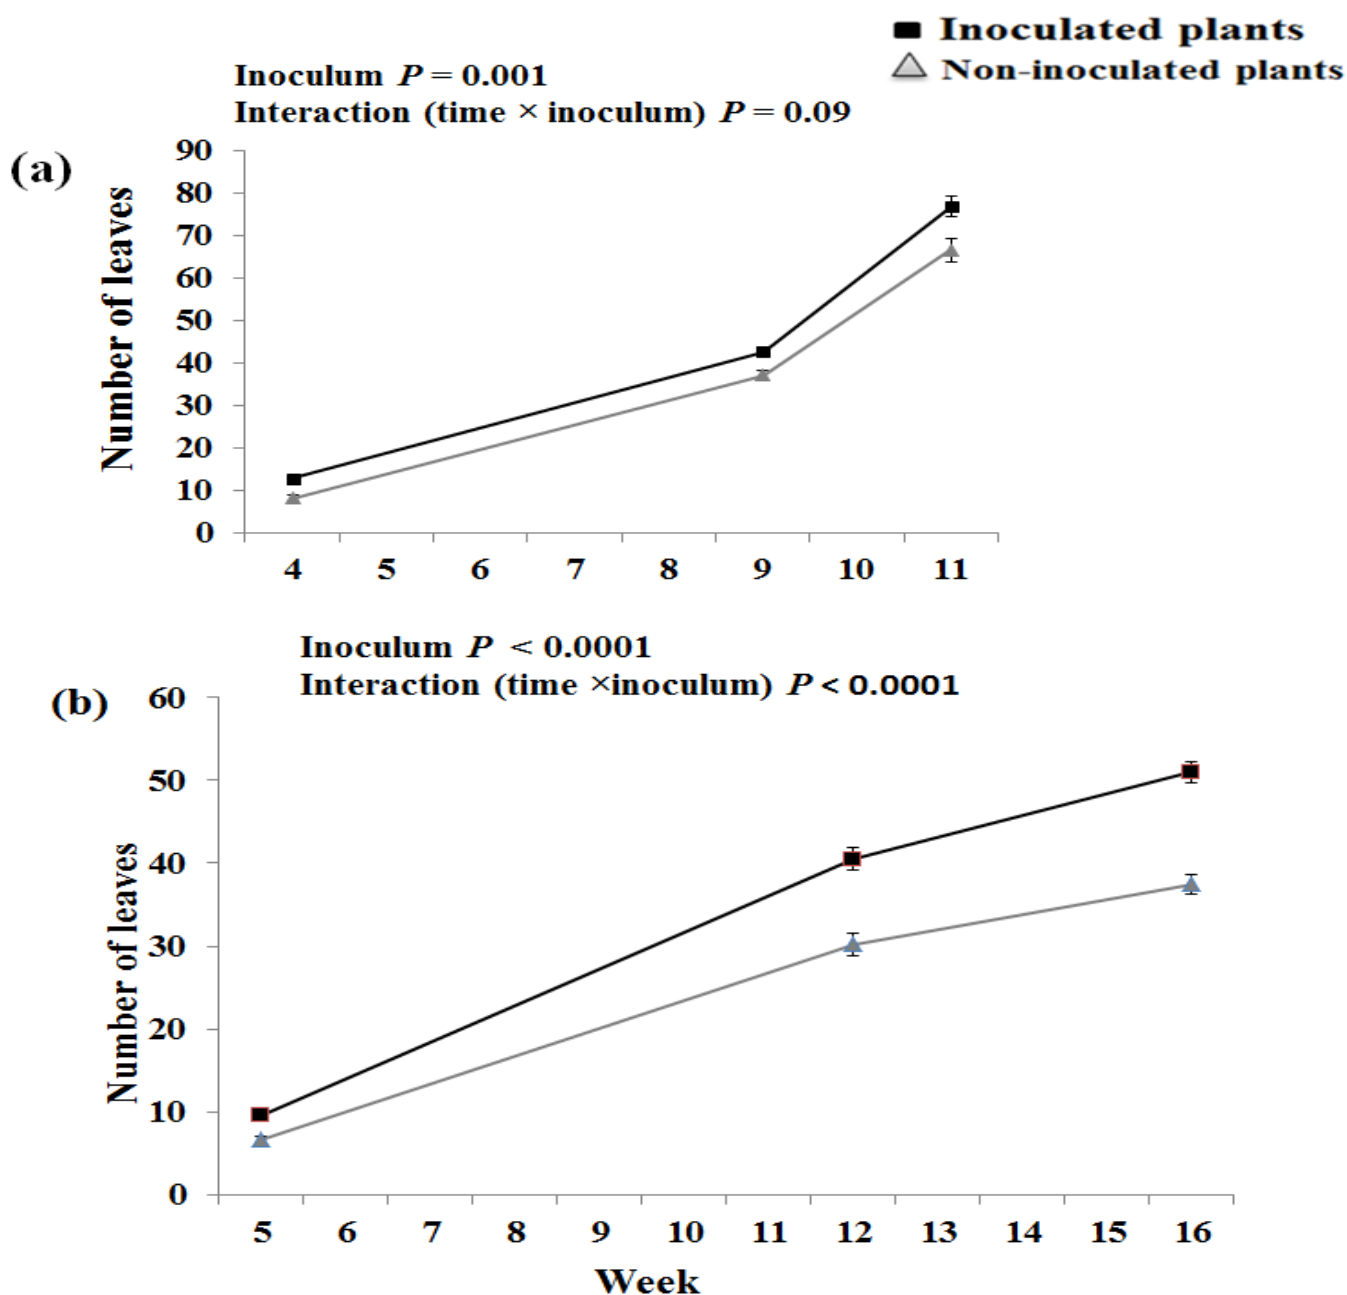 Inoculated plants
Non-inoculated plants
Inoculum P = 0.001
Interaction (time × inoculum) P = 0.09
(a)
Number of leaves
90
80
70
60
50
40
30
20
10
0
4 5 6 7 8 9 10 11
Inoculum P < 0.0001
Interaction (time ×inoculum) P < 0.0001
(b)
Number of leaves
60
50
40
30
20
10
0
5 6 7 8 9 10 11 12 13 14 15 16
Week